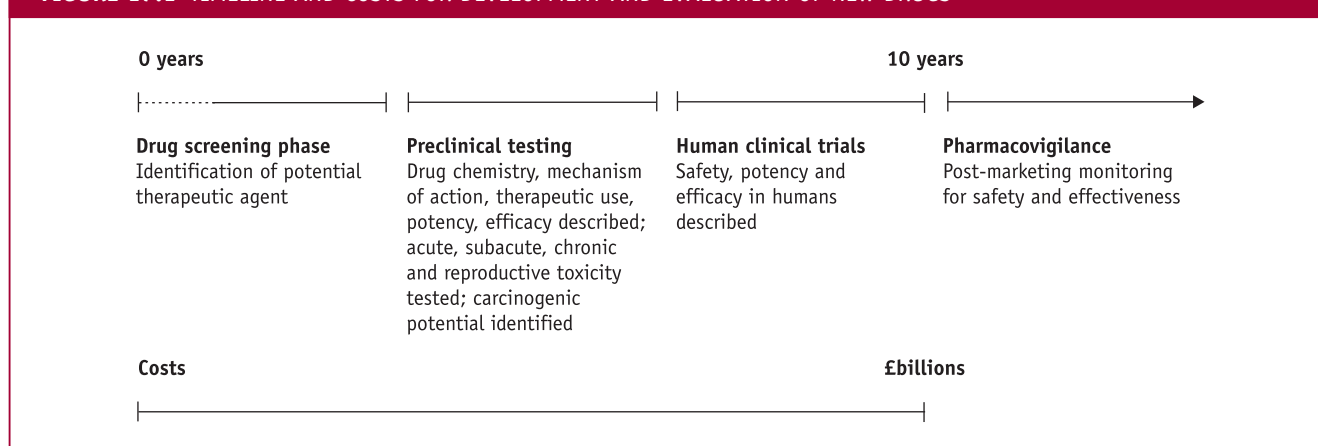 0 years
10 years
Drug screening phase
Identification of potential
therapeutic agent
Preclinical testing
Drug chemistry, mechanism
of action, therapeutic use,
potency, efficacy described;
acute, subacute, chronic
and reproductive toxicity
tested; carcinogenic
potential identified
Human clinical trials
Safety, potency and
efficacy in humans
described
Pharmacovigilance
Post-marketing monitoring
for safety and effectiveness
Costs
£billions